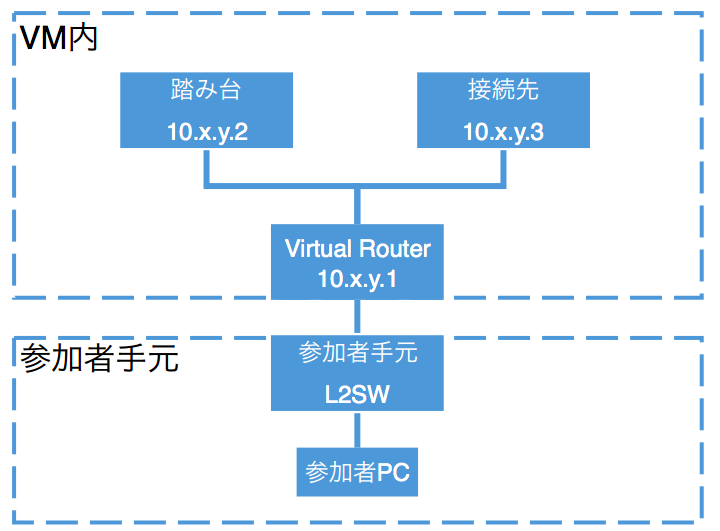 VM内
踏み台
10.x.y.2
接続先
10.x.y.3
Virtual Router
10.x.y.1
参加者手元
参加者手元
L2SW
参加者PC